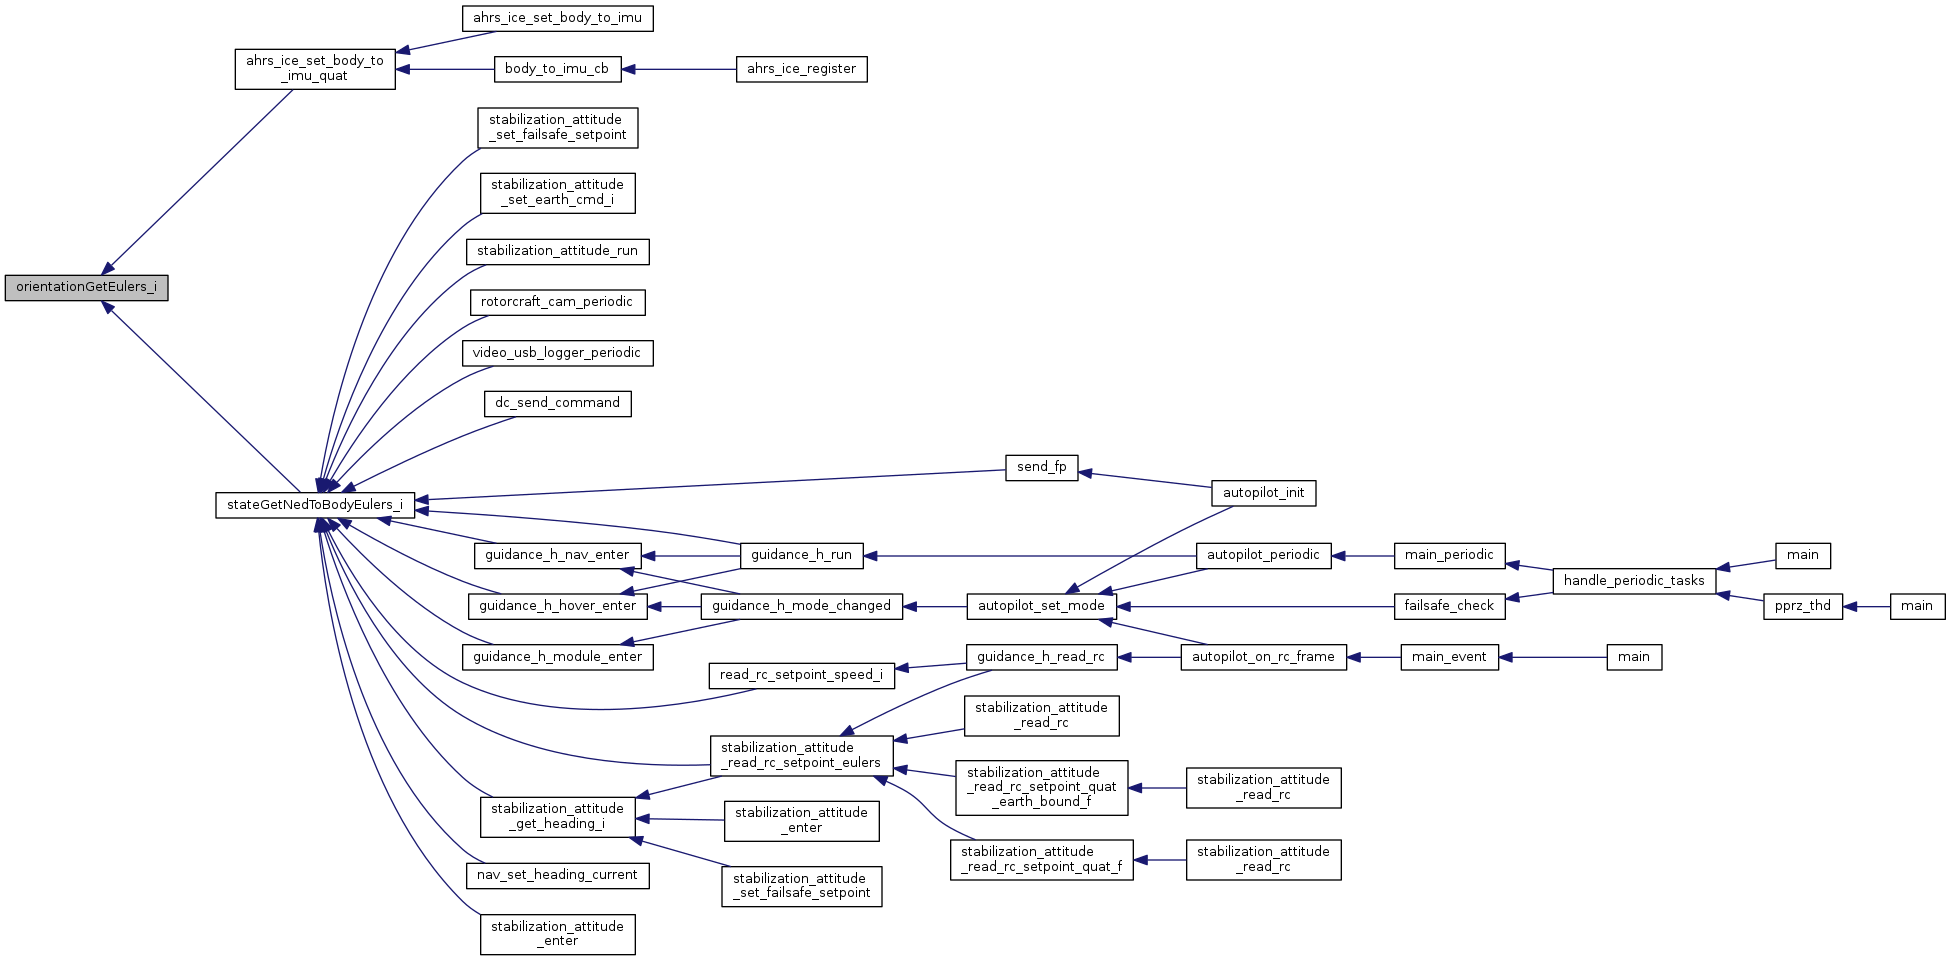 ahrs_ice_set_body_to_imu
ahrs_ice_set_body_to
_imu_quat
body_to_imu_cb
ahrs_ice_register
stabilization_attitude
_set_failsafe_setpoint
stabilization_attitude
_set_earth_cmd_i
stabilization_attitude_run
orientationGetEulers_i
rotorcraft_cam_periodic
video_usb_logger_periodic
dc_send_command
send_fp
autopilot_init
stateGetNedToBodyEulers_i
guidance_h_nav_enter
guidance_h_run
autopilot_periodic
main_periodic
main
handle_periodic_tasks
guidance_h_hover_enter
guidance_h_mode_changed
autopilot_set_mode
failsafe_check
pprz_thd
main
guidance_h_module_enter
read_rc_setpoint_speed_i
guidance_h_read_rc
autopilot_on_rc_frame
main_event
main
stabilization_attitude
_read_rc
stabilization_attitude
_read_rc_setpoint_eulers
stabilization_attitude
_read_rc_setpoint_quat
_earth_bound_f
stabilization_attitude
_read_rc
stabilization_attitude
_get_heading_i
stabilization_attitude
_enter
stabilization_attitude
_read_rc_setpoint_quat_f
stabilization_attitude
_read_rc
nav_set_heading_current
stabilization_attitude
_set_failsafe_setpoint
stabilization_attitude
_enter